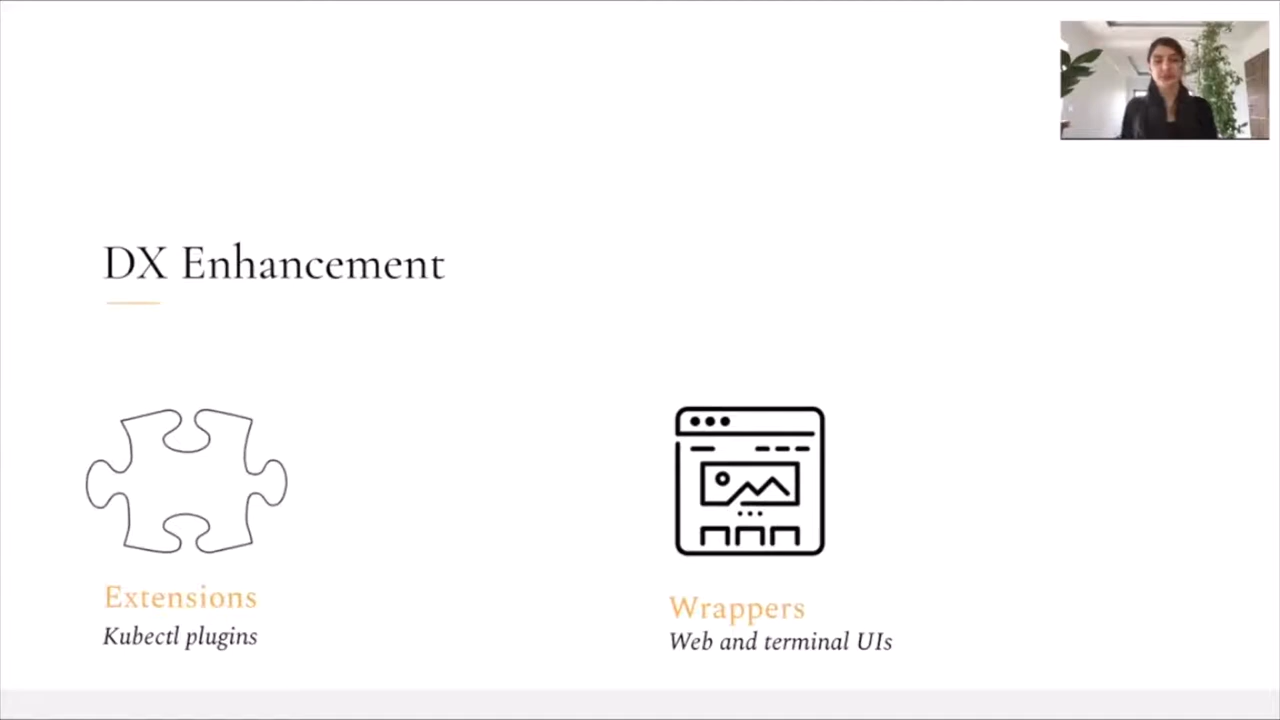 DX Enhancement
Extensions
Kubectl plugins
Wrappers
Web and terminal UIs